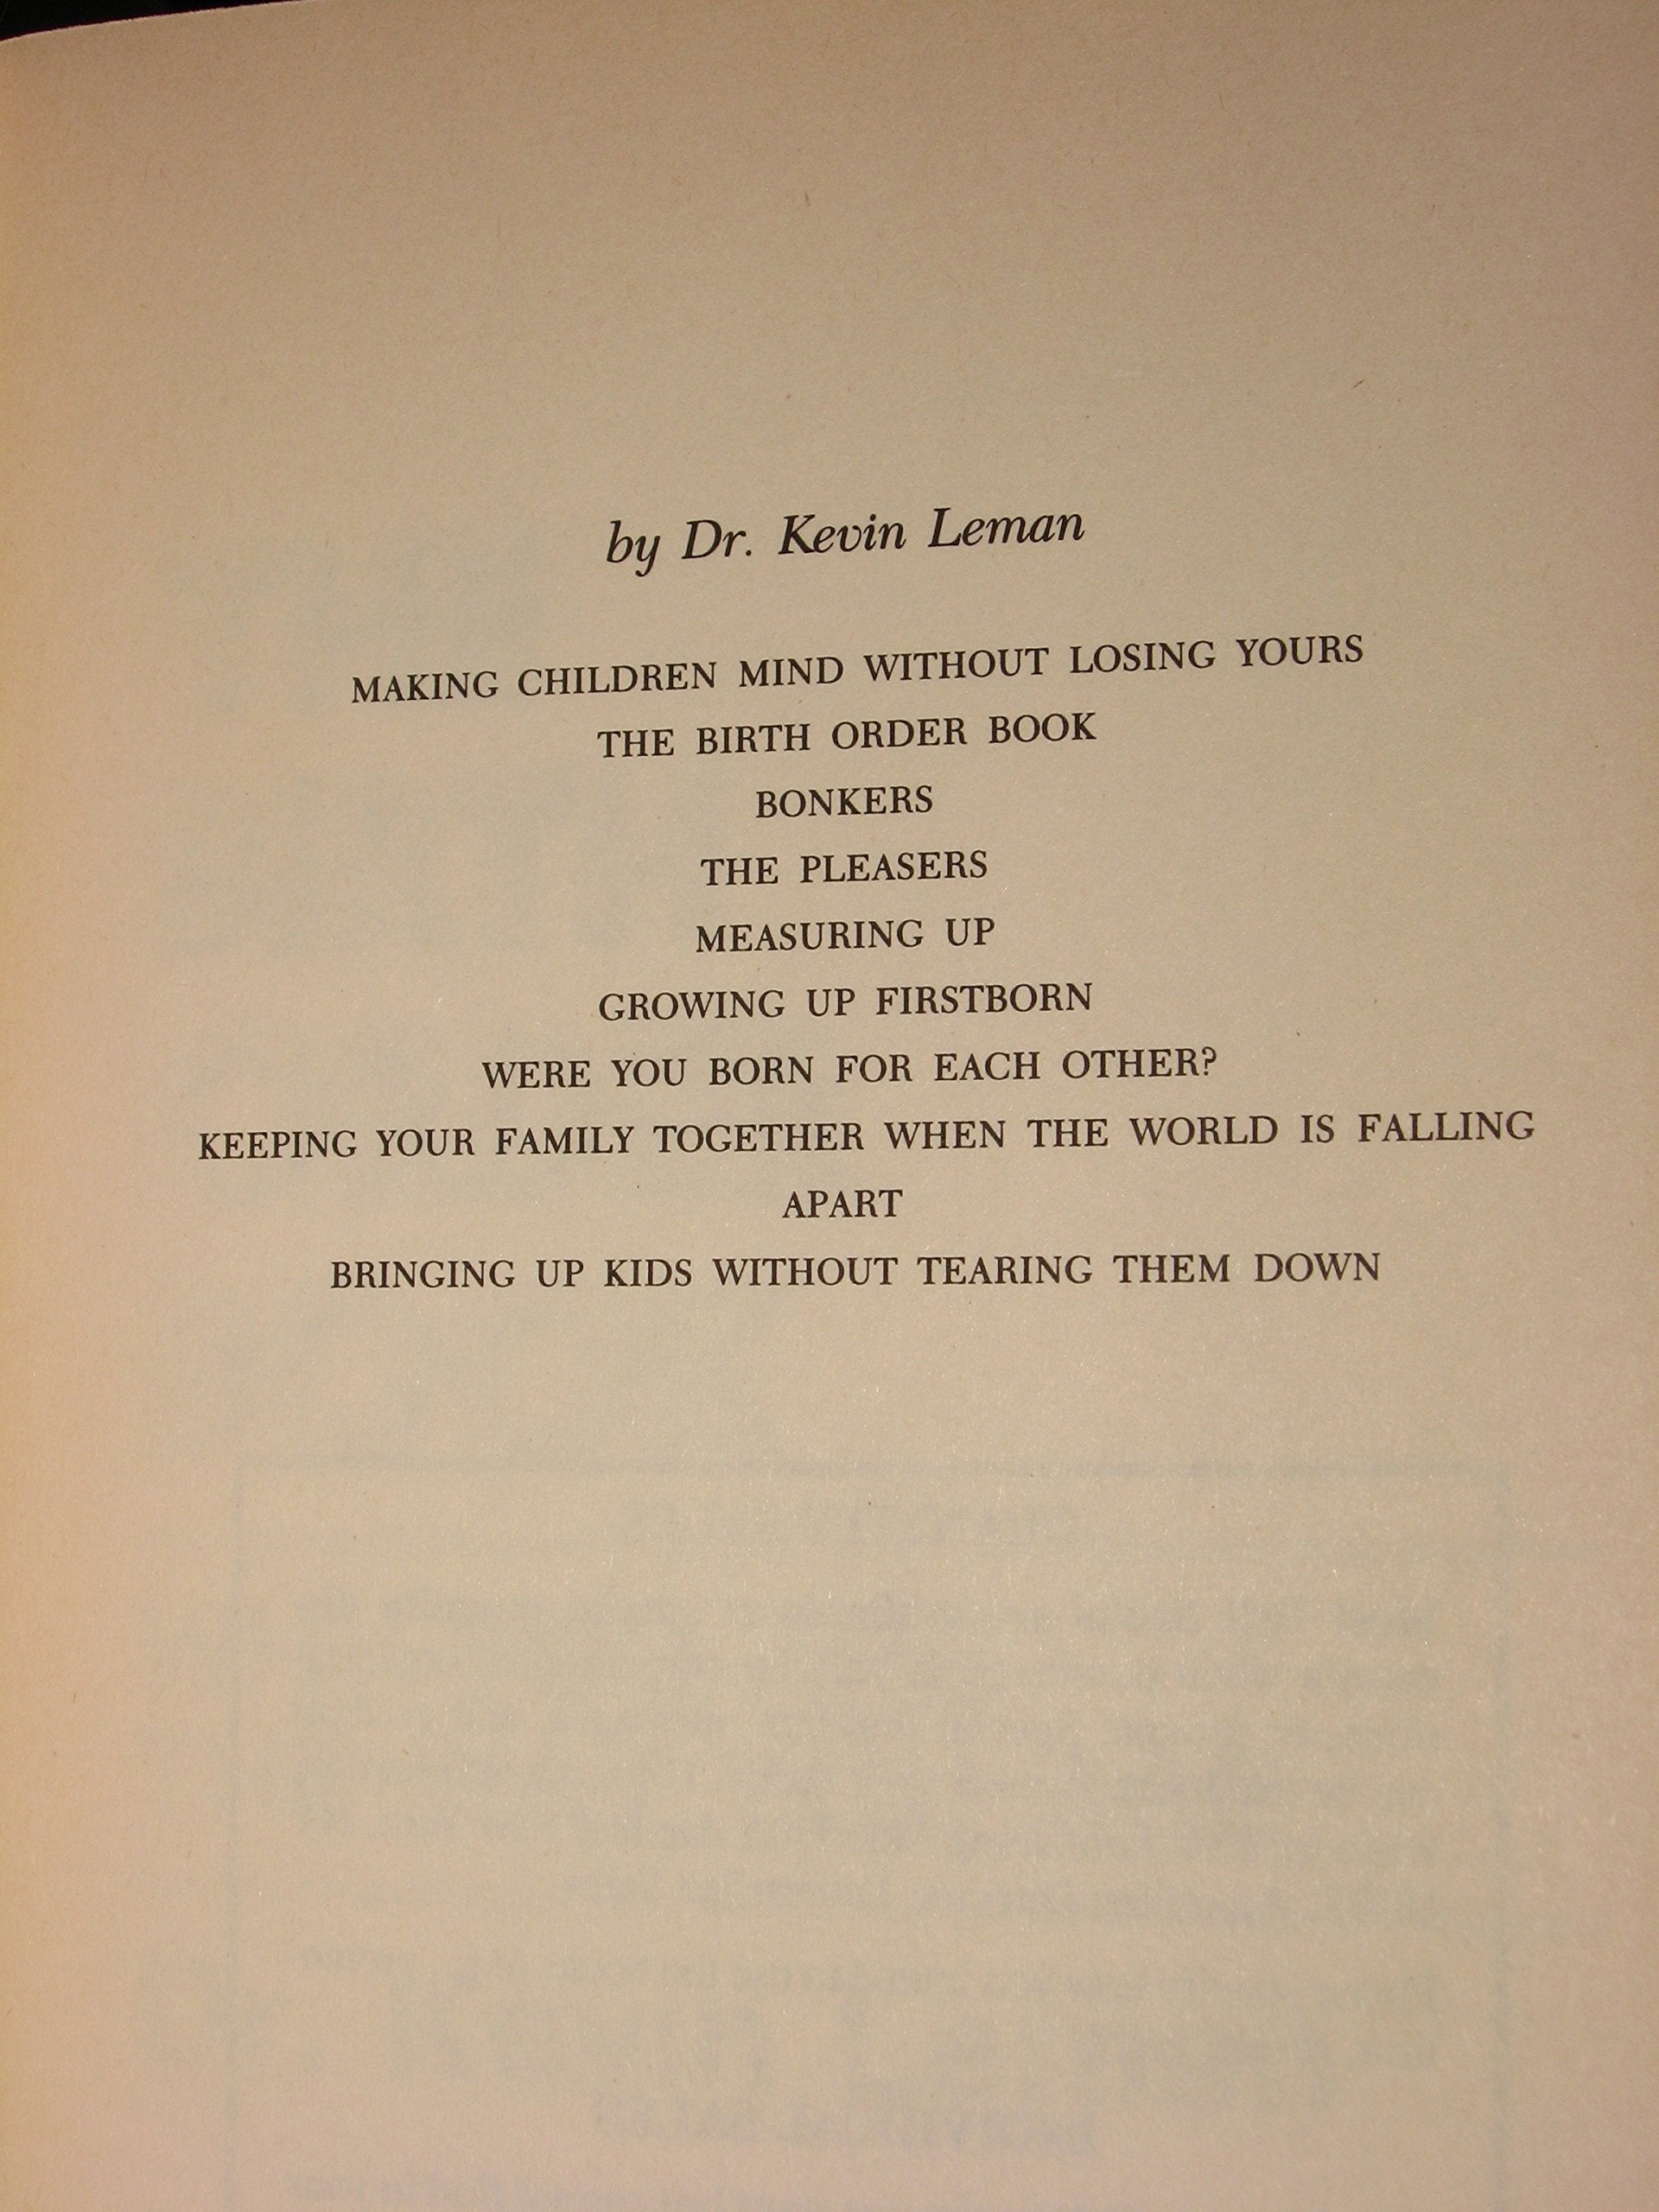 by Dr. Kevin Leman
MAKING CHILDREN MIND WITHOUT LOSING YOURS
THE BIRTH ORDER BOOK
BONKERS
THE PLEASERS
MEASURING UP
GROWING UP FIRSTBORN
WERE YOU BORN FOR EACH OTHER?
KEEPING YOUR FAMILY TOGETHER WHEN THE WORLD IS FALLING
APART
BRINGING UP KIDS WITHOUT TEARING THEM DOWN